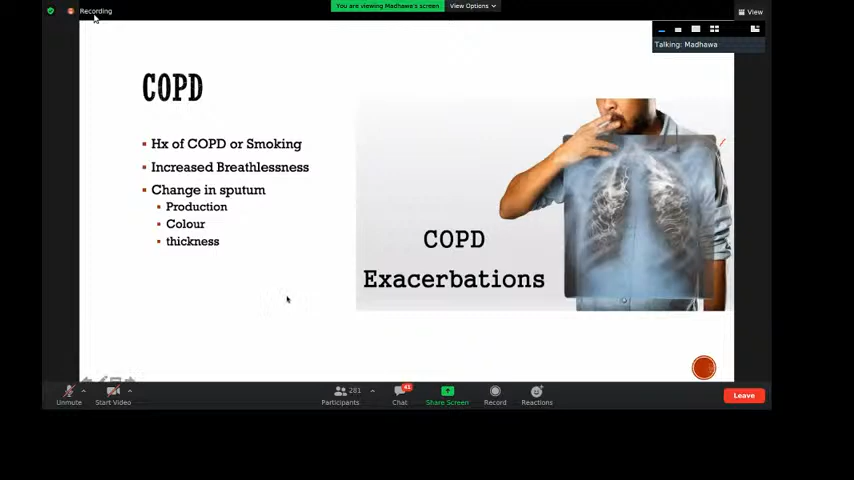 Recording
You are viewing Madhawa's screen
View Options
View
Talking: Madhawa
COPD
Hx of COPD or Smoking
Increased Breathlessness
Change in sputum
Production
Colour
thickness
COPD
Exacerbations
Unmute
Start Video
281
Participants
41
Chat
Share Screen
Record
Reactions
Leave